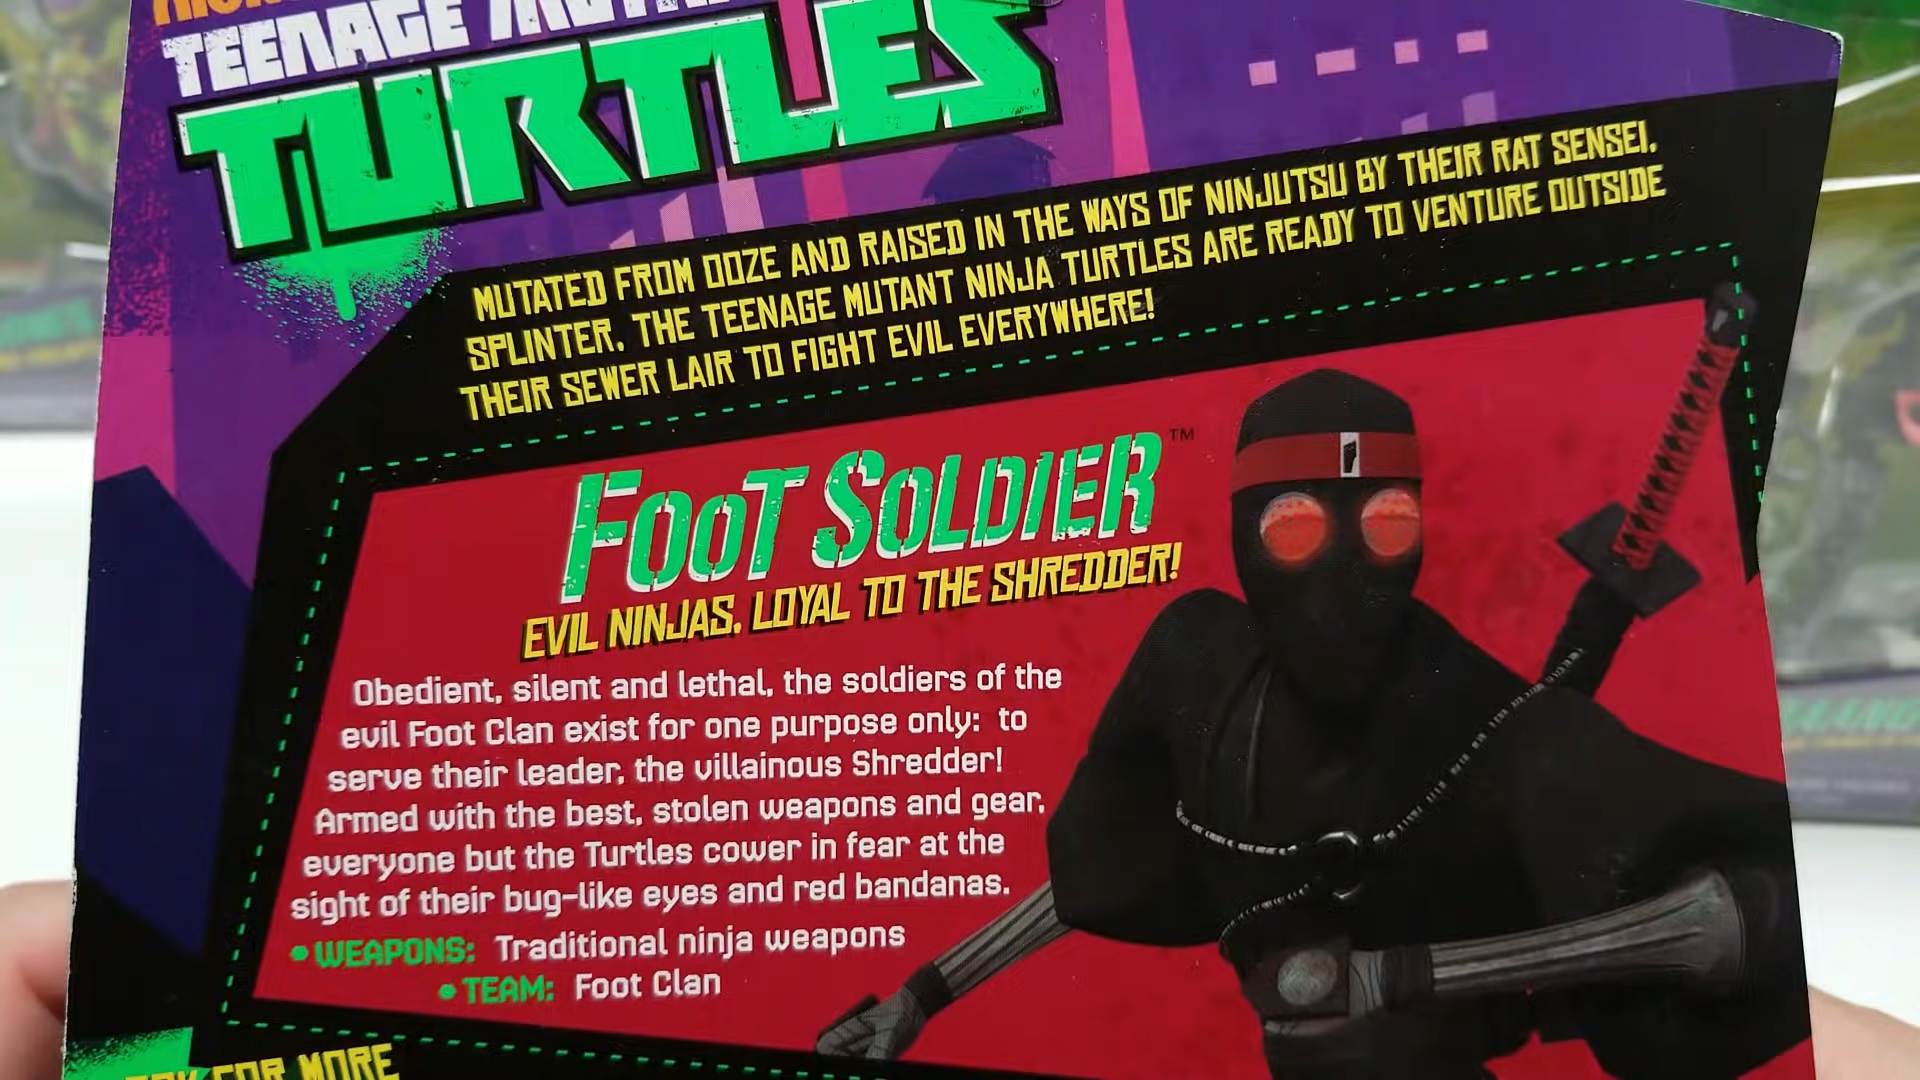 TEENAGE
TURTLES
MUTATED FROM OOZE AND RAISED IN THE WAYS OF NINJUTSU BY THEIR RAT SENSEI,
SPLINTER, THE TEENAGE MUTANT NINJA TURTLES ARE READY TO VENTURE OUTSIDE
THEIR SEWER LAIR TO FIGHT EVIL EVERYWHERE!
FOOT SOLDIER™
EVIL NINJAS, LOYAL TO THE SHREDDER!
Obedient, silent and lethal, the soldiers of the
evil Foot Clan exist for one purpose only: to
serve their leader, the villainous Shredder!
Armed with the best, stolen weapons and gear,
everyone but the Turtles cower in fear at the
sight of their bug-like eyes and red bandanas.
• WEAPONS: Traditional ninja weapons
• TEAM: Foot Clan
FOR MORE